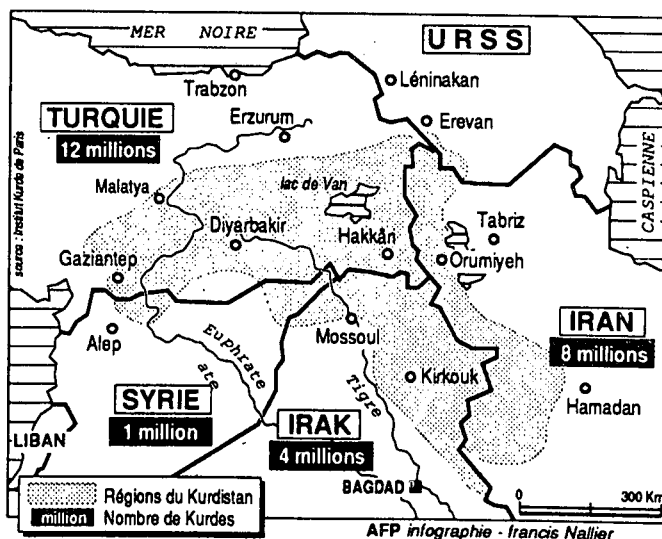 MER NOIRE
URSS
Trabzon
Léninakan
TURQUIE
12 millions
Erzurum
Erevan
CASPIENNE
source : Institut Kurde de Paris
Malatya
lac de Van
Diyarbakir
Hakkân
Tabriz
Orumiyeh
Gaziantep
Alep
Euphrate
ate
Mossoul
Tigre
Kirkouk
IRAN
8 millions
Hamadan
SYRIE
1 million
IRAK
4 millions
LIBAN
BAGDAD
Régions du Kurdistan
million Nombre de Kurdes
0 300 Km
AFP infographie - Irancis Nallier